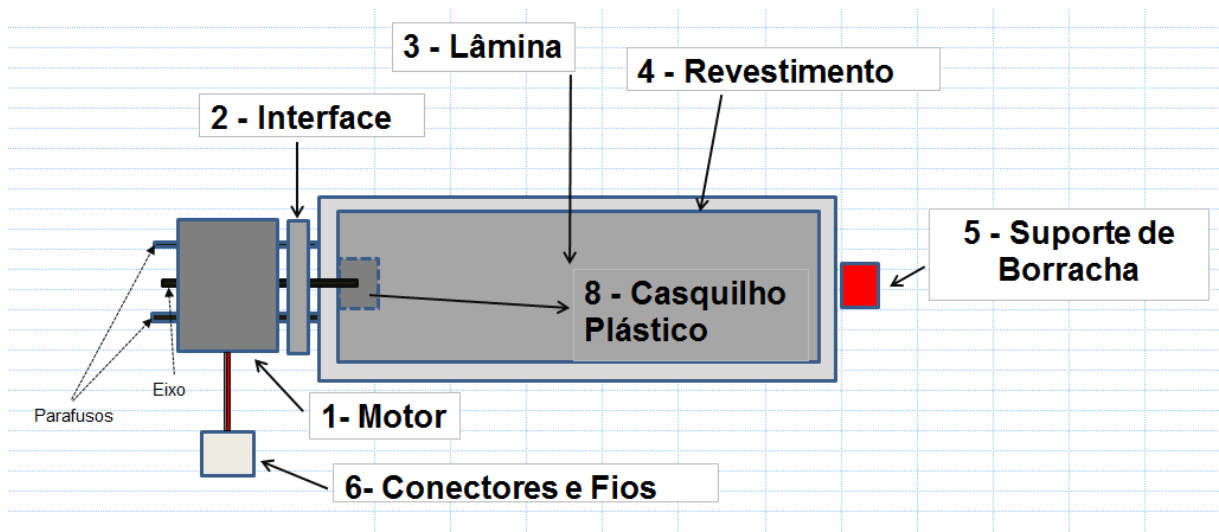 3 - Lâmina
4 - Revestimento
2 - Interface
5 - Suporte de
Borracha
8 - Casquilho
Plástico
Eixo
Parafusos
1- Motor
6- Conectores e Fios